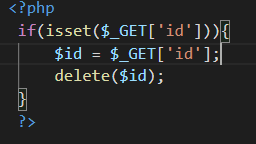 <?php
if(isset($_GET['id'])){
$id = $_GET['id'];
delete($id);
}
?>